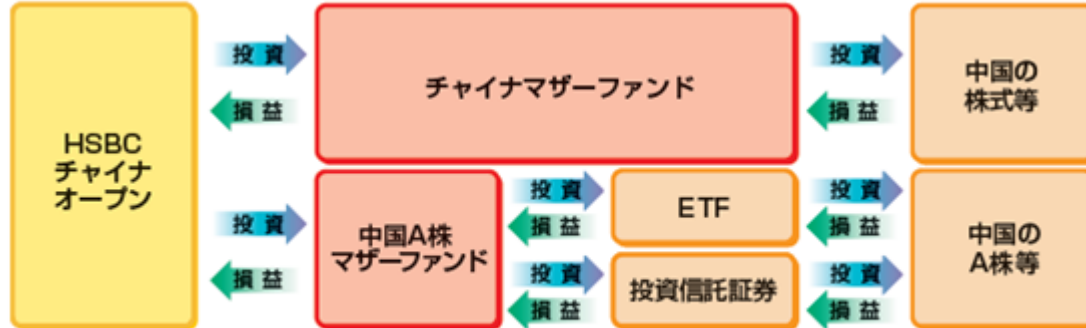 HSBC
チャイナ
オープン
投資
損益
チャイナマザーファンド
投資
損益
中国の
株式等
投資
損益
中国A株
マザーファンド
投資
損益
ETF
投資
損益
投資
損益
投資信託証券
投資
損益
中国の
A株等